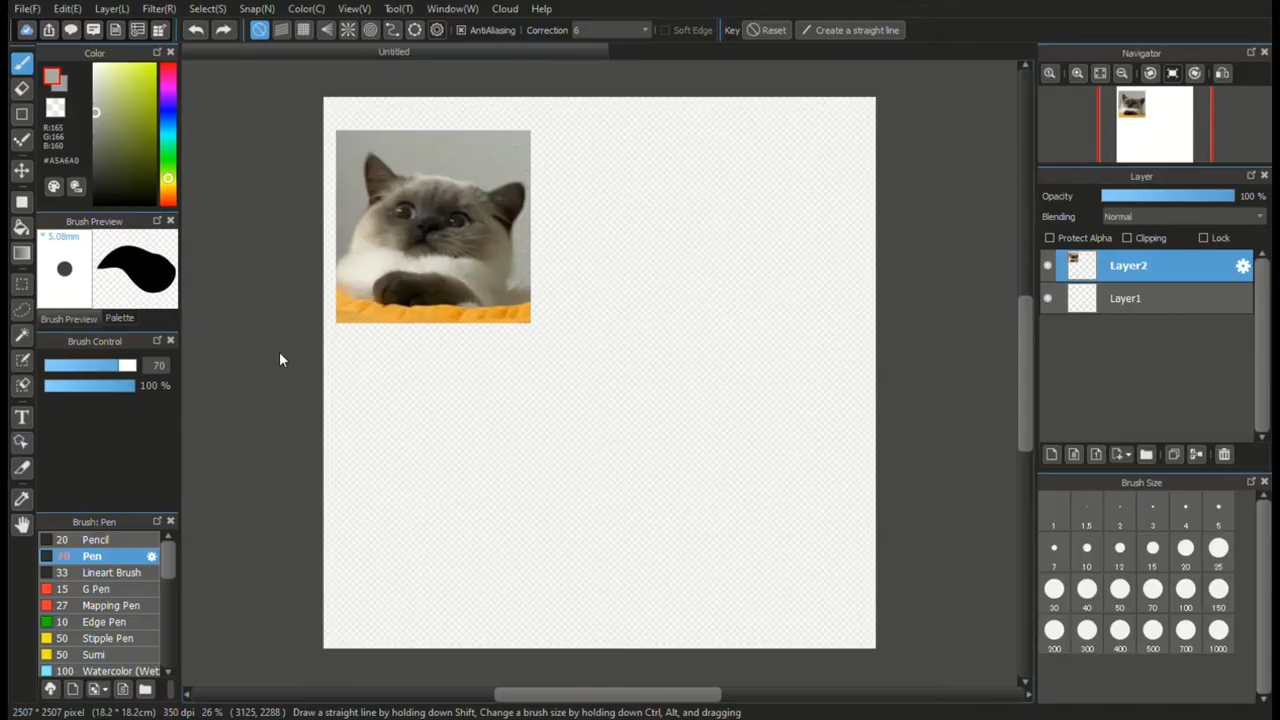 File(F) Edit(E) Layer(L) Filter(R) Select(S) Snap(N) Color(C) View(V) Tool(T) Window(W) Cloud Help
AntiAliasing Correction 6 Soft Edge Key Reset Create a straight line
Untitled
Color
R:165
G:166
B:160
#A5A6A0
Brush Preview
* 5.08mm
Brush Preview Palette
Brush Control
70
100 %
Brush: Pen
20 Pencil
70 Pen
33 Lineart Brush
15 G Pen
27 Mapping Pen
10 Edge Pen
50 Stipple Pen
50 Sumi
100 Watercolor (Wet
Navigator
Layer
Opacity 100 %
Blending Normal
Protect Alpha Clipping Lock
Layer2
Layer1
Brush Size
1 1.5 2 3 4 5
7 10 12 15 20 25
30 40 50 70 100 150
200 300 400 500 700 1000
2507 * 2507 pixel (18.2 * 18.2cm) 350 dpi 26 % ( 3125, 2288 ) Draw a straight line by holding down Shift, Change a brush size by holding down Ctrl, Alt, and dragging